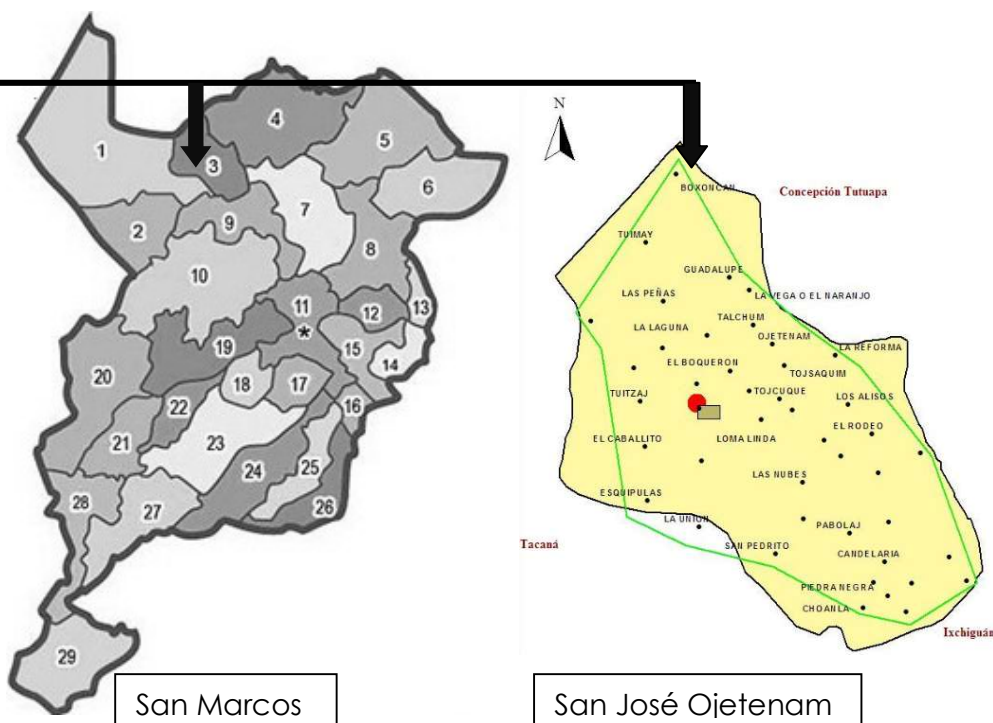 1
2
3
4
5
6
7
8
9
10
11
*
12
13
14
15
16
17
18
19
20
21
22
23
24
25
26
27
28
29
San Marcos
N
Concepción Tutuapa
BOXONCAN
TUIMAY
GUADALUPE
LAS PEÑAS
LA VEGA O EL NARANJO
LA LAGUNA
TALCHUM
OJETENAM
LA REFORMA
EL BOQUERON
TOJSAQUIM
TUITZAJ
TOJCUQUE
LOS ALISOS
EL CABALLITO
LOMA LINDA
EL RODEO
LAS NUBES
ESQUIPULAS
LA UNION
PABOLAJ
Tacaná
SAN PEDRITO
CANDELARIA
PIEDRA NEGRA
CHOANLA
Ixchiguán
San José Ojetenam